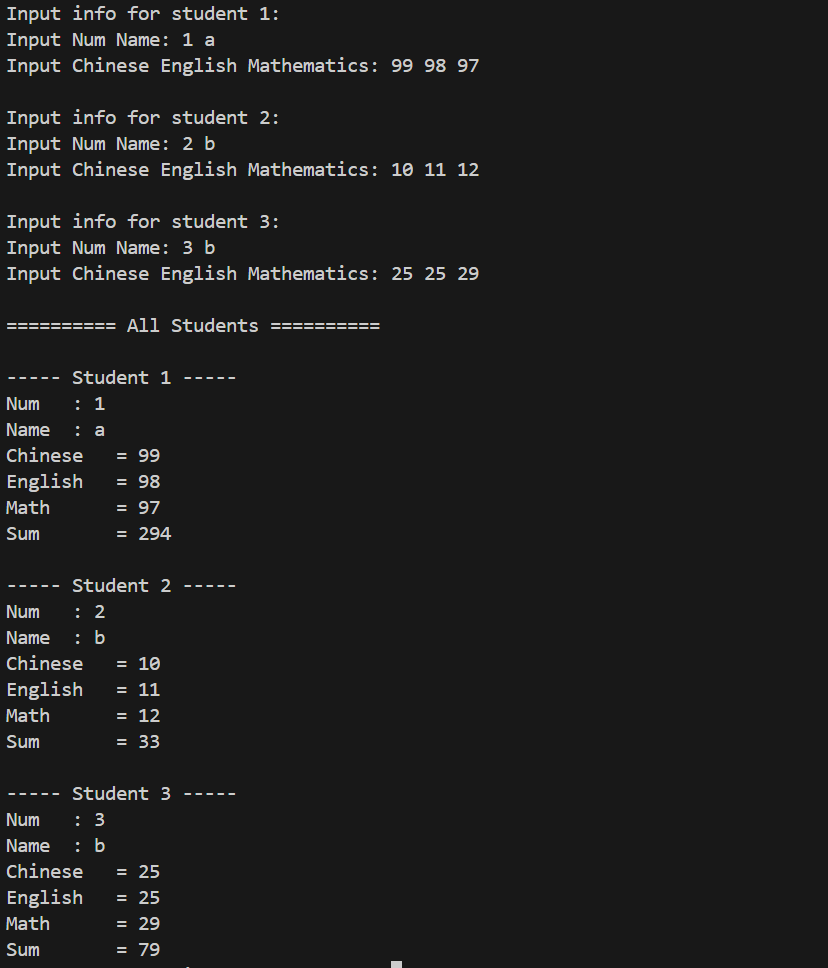 Input info for student 1:
Input Num Name: 1 a
Input Chinese English Mathematics: 99 98 97
Input info for student 2:
Input Num Name: 2 b
Input Chinese English Mathematics: 10 11 12
Input info for student 3:
Input Num Name: 3 b
Input Chinese English Mathematics: 25 25 29
========== All Students ==========
----- Student 1 -----
Num   : 1
Name  : a
Chinese   = 99
English   = 98
Math      = 97
Sum       = 294
----- Student 2 -----
Num   : 2
Name  : b
Chinese   = 10
English   = 11
Math      = 12
Sum       = 33
----- Student 3 -----
Num   : 3
Name  : b
Chinese   = 25
English   = 25
Math      = 29
Sum       = 79